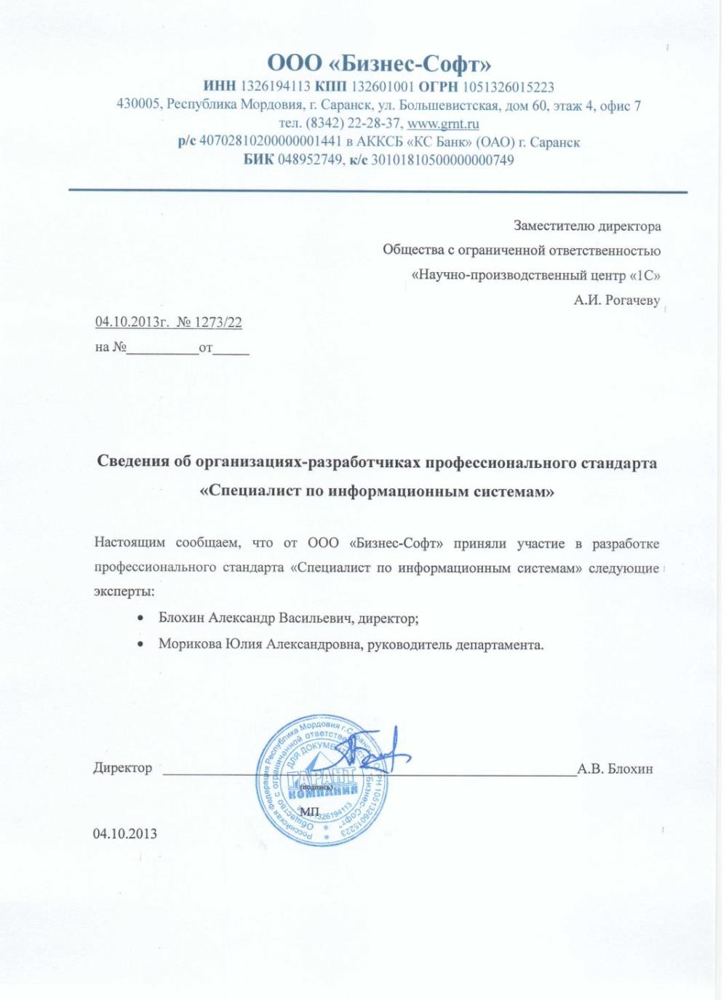 ООО «Бизнес-Софт»
ИНН 1326194113 КПП 132601001 ОГРН 1051326015223
430005, Республика Мордовия, г. Саранск, ул. Большевистская, дом 60, этаж 4, офис 7
тел. (8342) 22-28-37, www.grnt.ru
р/с 40702810200000001441 в АККСБ «КС Банк» (ОАО) г. Саранск
БИК 048952749, к/с 30101810500000000749
Заместителю директора
Общества с ограниченной ответственностью
«Научно-производственный центр «1С»
А.И. Рогачеву
04.10.2013г. № 1273/22
на №__________от_____
Сведения об организациях-разработчиках профессионального стандарта
«Специалист по информационным системам»
Настоящим сообщаем, что от ООО «Бизнес-Софт» приняли участие в разработке
профессионального стандарта «Специалист по информационным системам» следующие
эксперты:
• Блохин Александр Васильевич, директор;
• Морикова Юлия Александровна, руководитель департамента.
Российская Федерация Республика Мордовия г.Саранск ОГРН 1051326015223
Общество с ограниченной ответственностью "Бизнес-Софт"
ДЛЯ ДОКУМЕНТОВ
ГАРАНТ
КОМПАНИЯ
ИНН 1326194113
Директор ______ А.В. Блохин
(подпись)
МП
04.10.2013